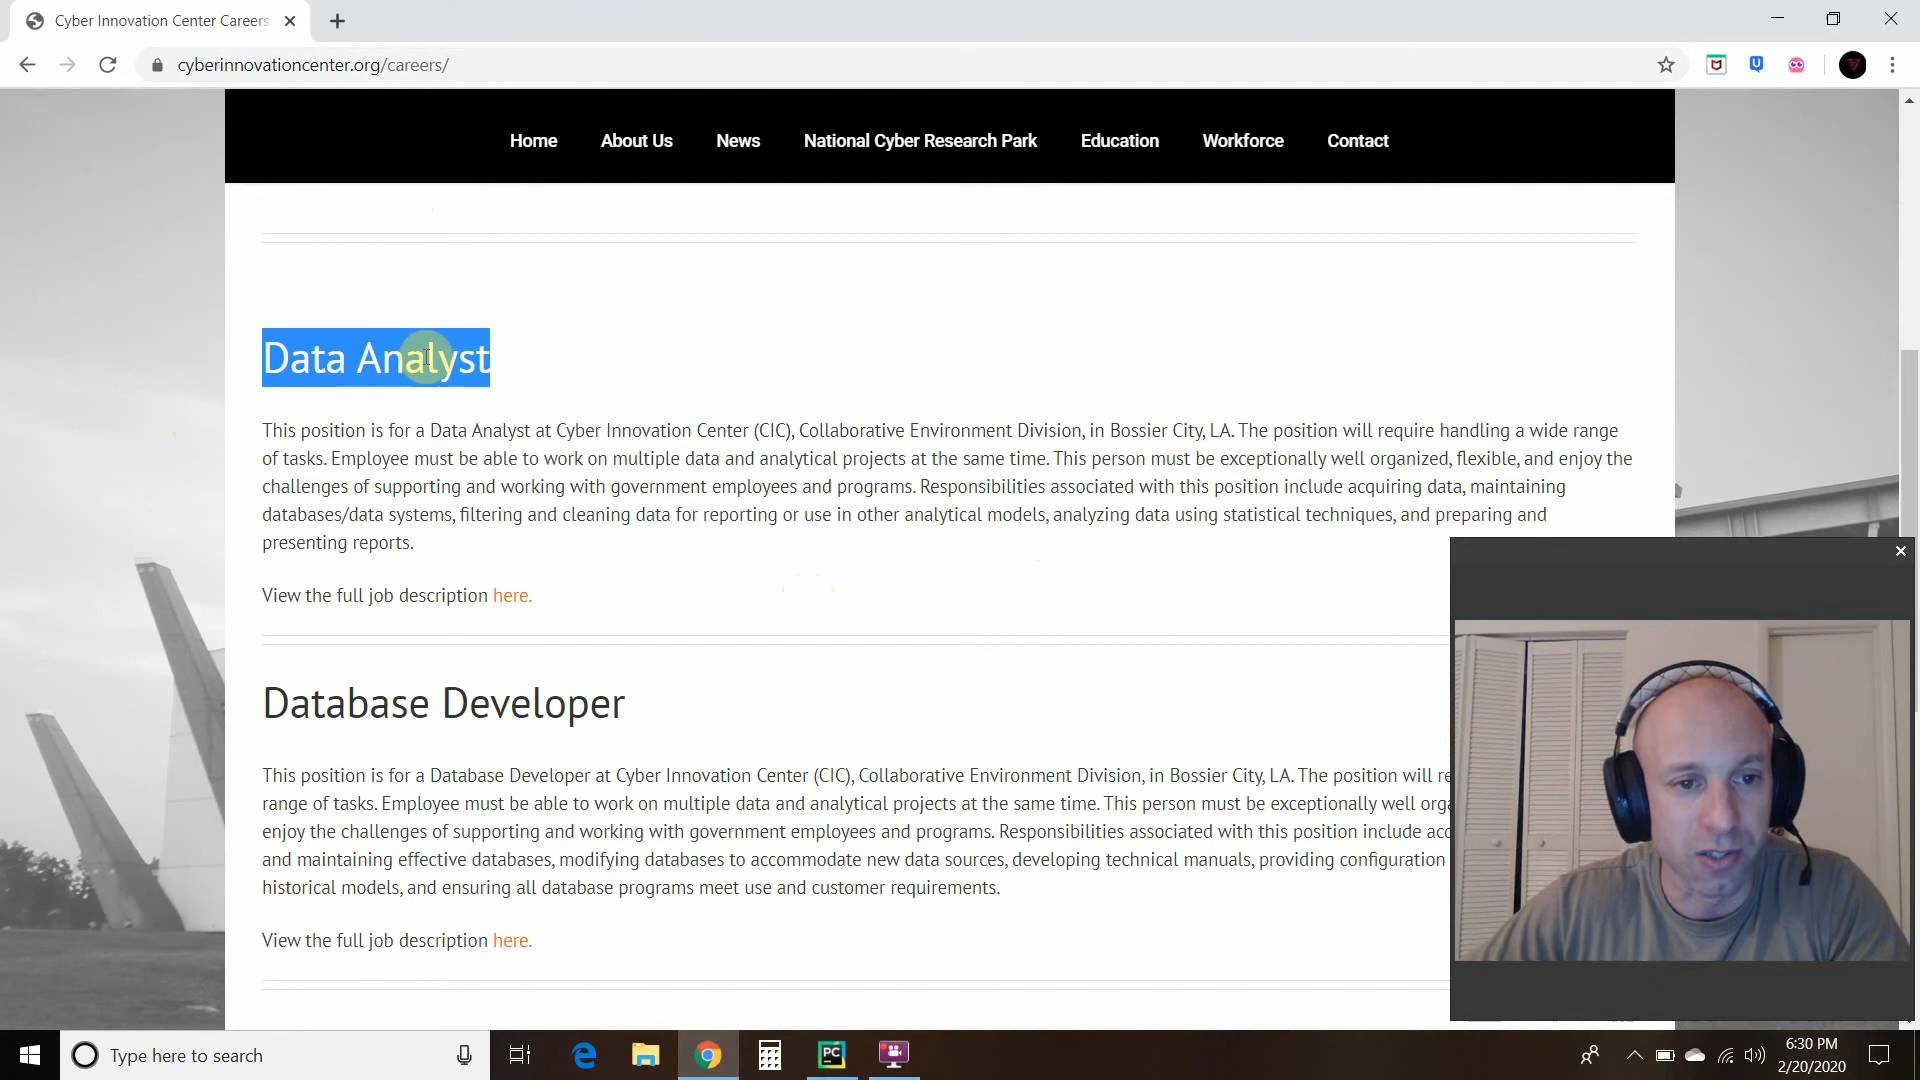 Cyber Innovation Center Careers
cyberinnovationcenter.org/careers/
Home About Us News National Cyber Research Park Education Workforce Contact
Data Analyst
This position is for a Data Analyst at Cyber Innovation Center (CIC), Collaborative Environment Division, in Bossier City, LA. The position will require handling a wide range
of tasks. Employee must be able to work on multiple data and analytical projects at the same time. This person must be exceptionally well organized, flexible, and enjoy the
challenges of supporting and working with government employees and programs. Responsibilities associated with this position include acquiring data, maintaining
databases/data systems, filtering and cleaning data for reporting or use in other analytical models, analyzing data using statistical techniques, and preparing and
presenting reports.
View the full job description here.
Database Developer
This position is for a Database Developer at Cyber Innovation Center (CIC), Collaborative Environment Division, in Bossier City, LA. The position will
range of tasks. Employee must be able to work on multiple data and analytical projects at the same time. This person must be exceptionally well
enjoy the challenges of supporting and working with government employees and programs. Responsibilities associated with this position include
and maintaining effective databases, modifying databases to accommodate new data sources, developing technical manuals, providing configuration
historical models, and ensuring all database programs meet use and customer requirements.
View the full job description here.
Type here to search
PC
6:30 PM
2/20/2020